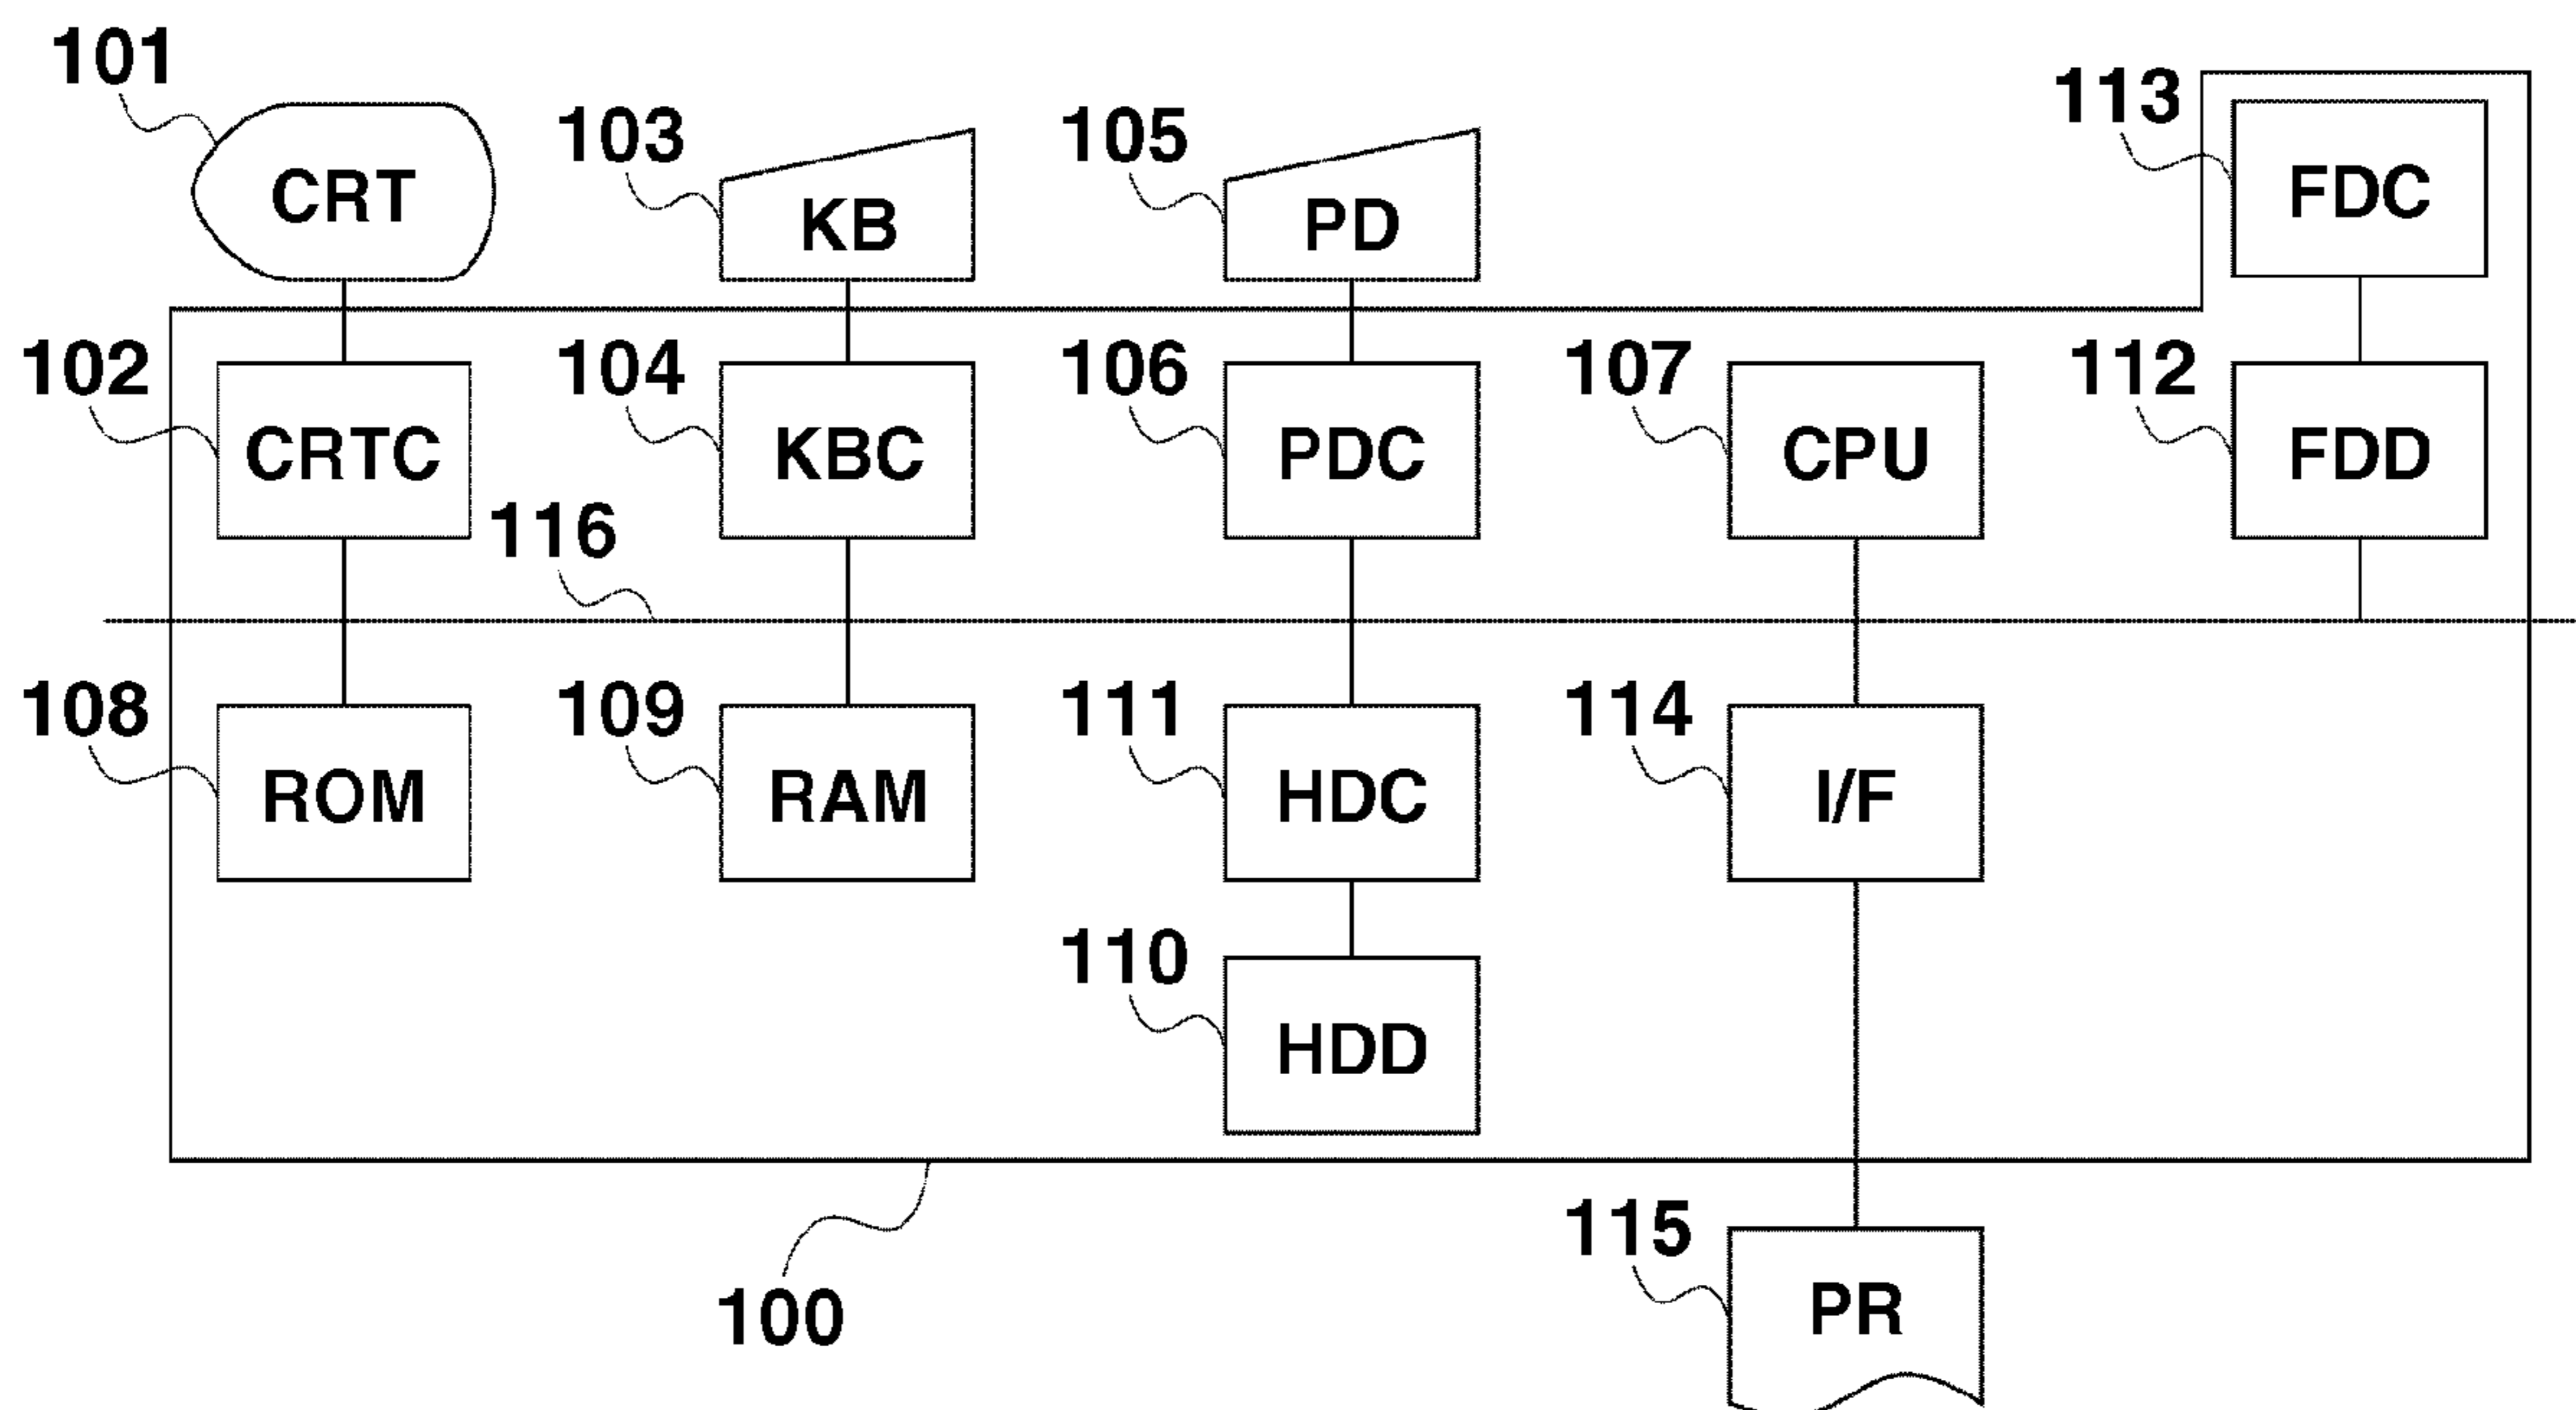 101
CRT
103
KB
105
PD
113
FDC
102
CRTC
104
KBC
106
PDC
107
CPU
112
FDD
116
108
ROM
109
RAM
111
HDC
114
I/F
110
HDD
100
115
PR